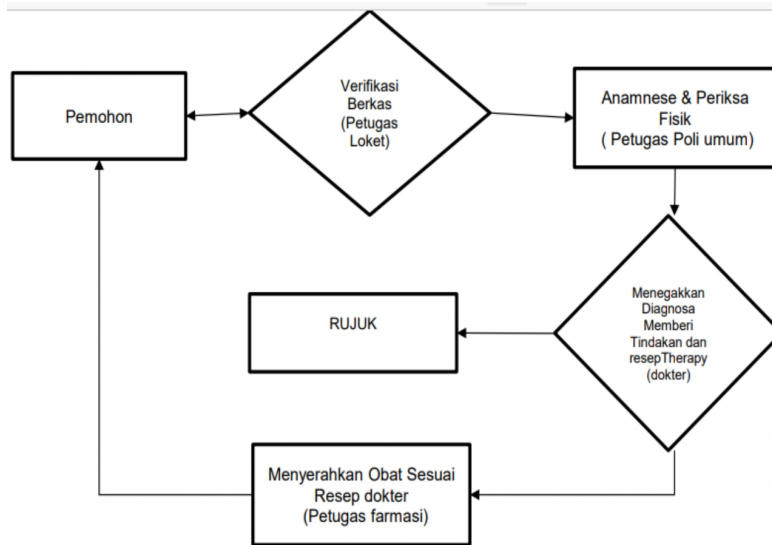 Pemohon
Verifikasi
Berkas
(Petugas
Loket)
Anamnese & Periksa
Fisik
( Petugas Poli umum)
Menegakkan
Diagnosa
Memberi
Tindakan dan
resepTherapy
(dokter)
RUJUK
Menyerahkan Obat Sesuai
Resep dokter
(Petugas farmasi)